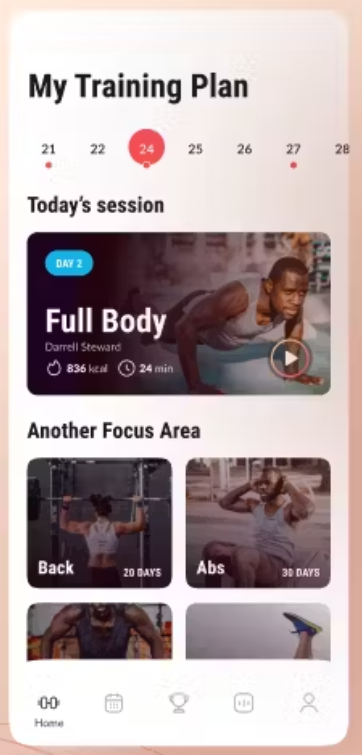 My Training Plan
21 22 24 25 26 27 28
Today's session
DAY 2
Full Body
Darrell Steward
836 kcal 24 min
Another Focus Area
Back 20 DAYS
Abs 30 DAYS
Home